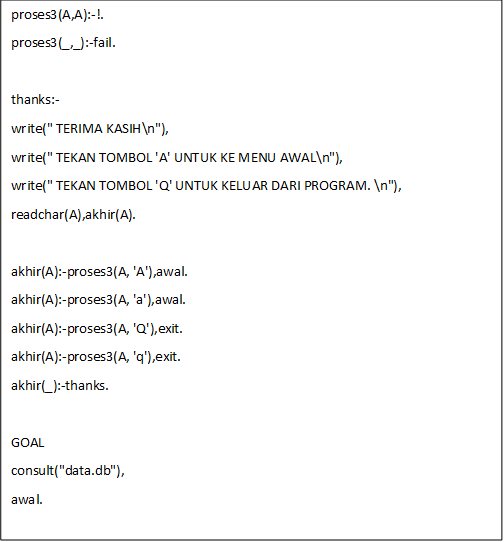 proses3(A,A):-!.
proses3(_,_):-fail.
thanks:-
write(" TERIMA KASIH\n"),
write(" TEKAN TOMBOL 'A' UNTUK KE MENU AWAL\n"),
write(" TEKAN TOMBOL 'Q' UNTUK KELUAR DARI PROGRAM. \n"),
readchar(A),akhir(A).
akhir(A):-proses3(A, 'A'),awal.
akhir(A):-proses3(A, 'a'),awal.
akhir(A):-proses3(A, 'Q'),exit.
akhir(A):-proses3(A, 'q'),exit.
akhir(_):-thanks.
GOAL
consult("data.db"),
awal.